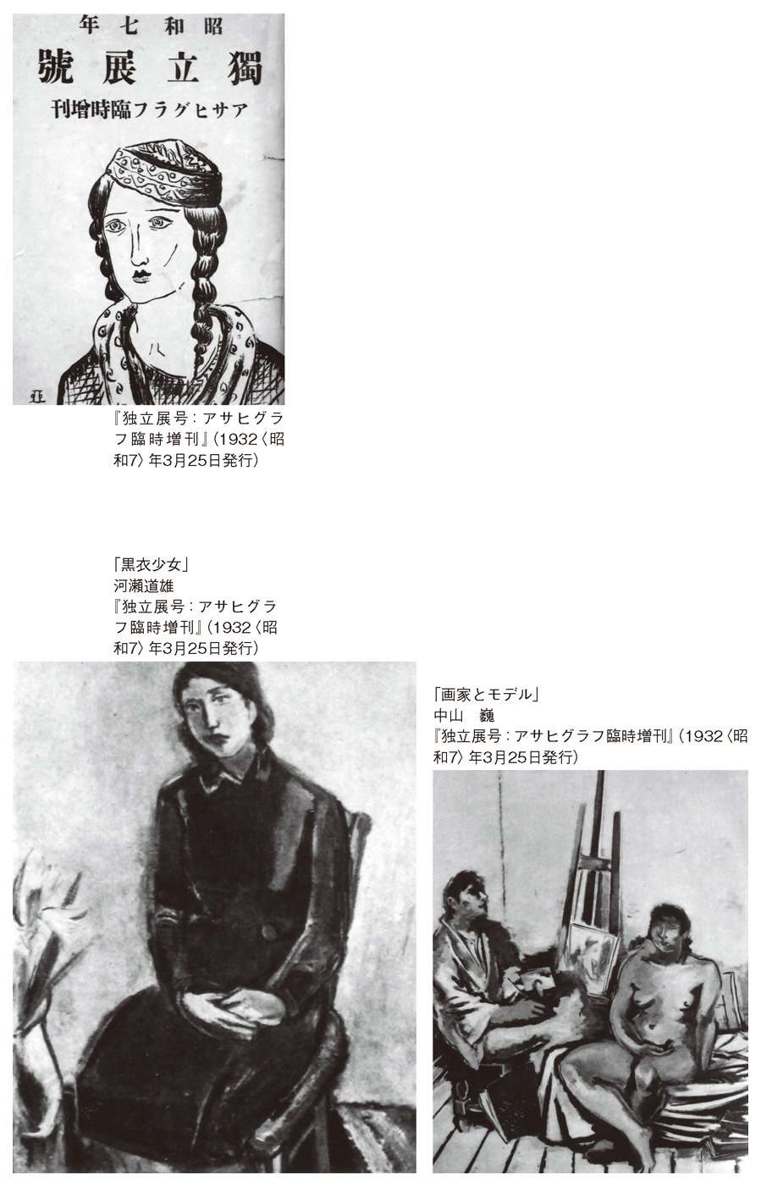 昭和七年
獨立展號
アサヒグラフ臨時增刊
『独立展号：アサヒグラ
フ臨時増刊』（1932〈昭
和7〉年3月25日発行）
「黒衣少女」
河瀬道雄
『独立展号：アサヒグラ
フ臨時増刊』（1932〈昭
和7〉年3月25日発行）
「画家とモデル」
中山　巍
『独立展号：アサヒグラフ臨時増刊』（1932〈昭
和7〉年3月25日発行）